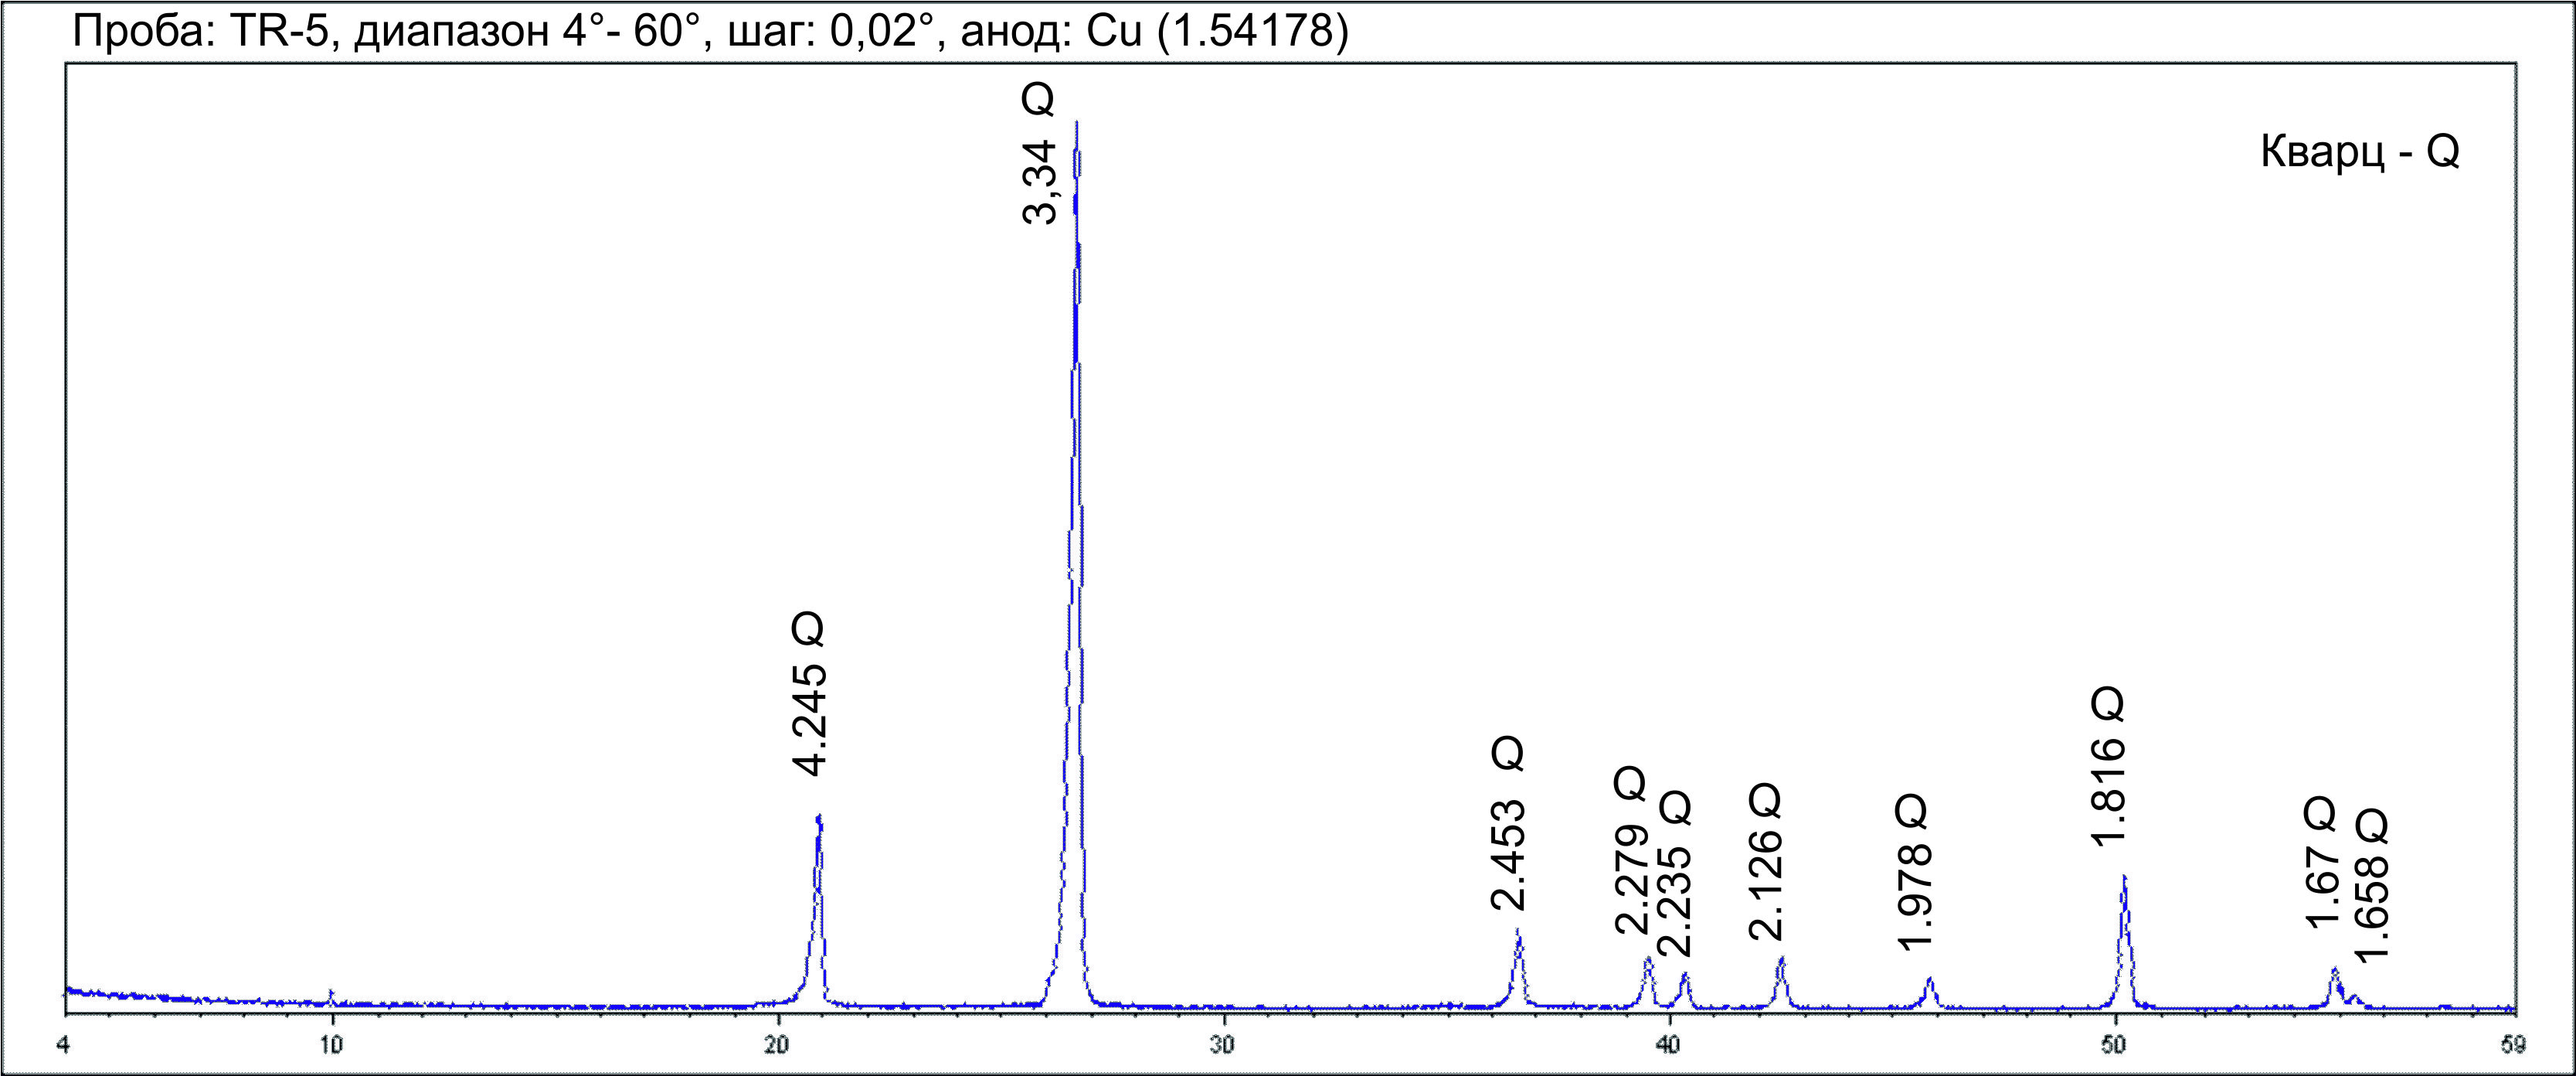 Проба: TR-5, диапазон 4°- 60°, шаг: 0,02°, анод: Cu (1.54178)
Кварц - Q
4.245 Q
3,34 Q
2.453 Q
2.279 Q
2.235 Q
2.126 Q
1.978 Q
1.816 Q
1.67 Q
1.658 Q
4 10 20 30 40 50 59